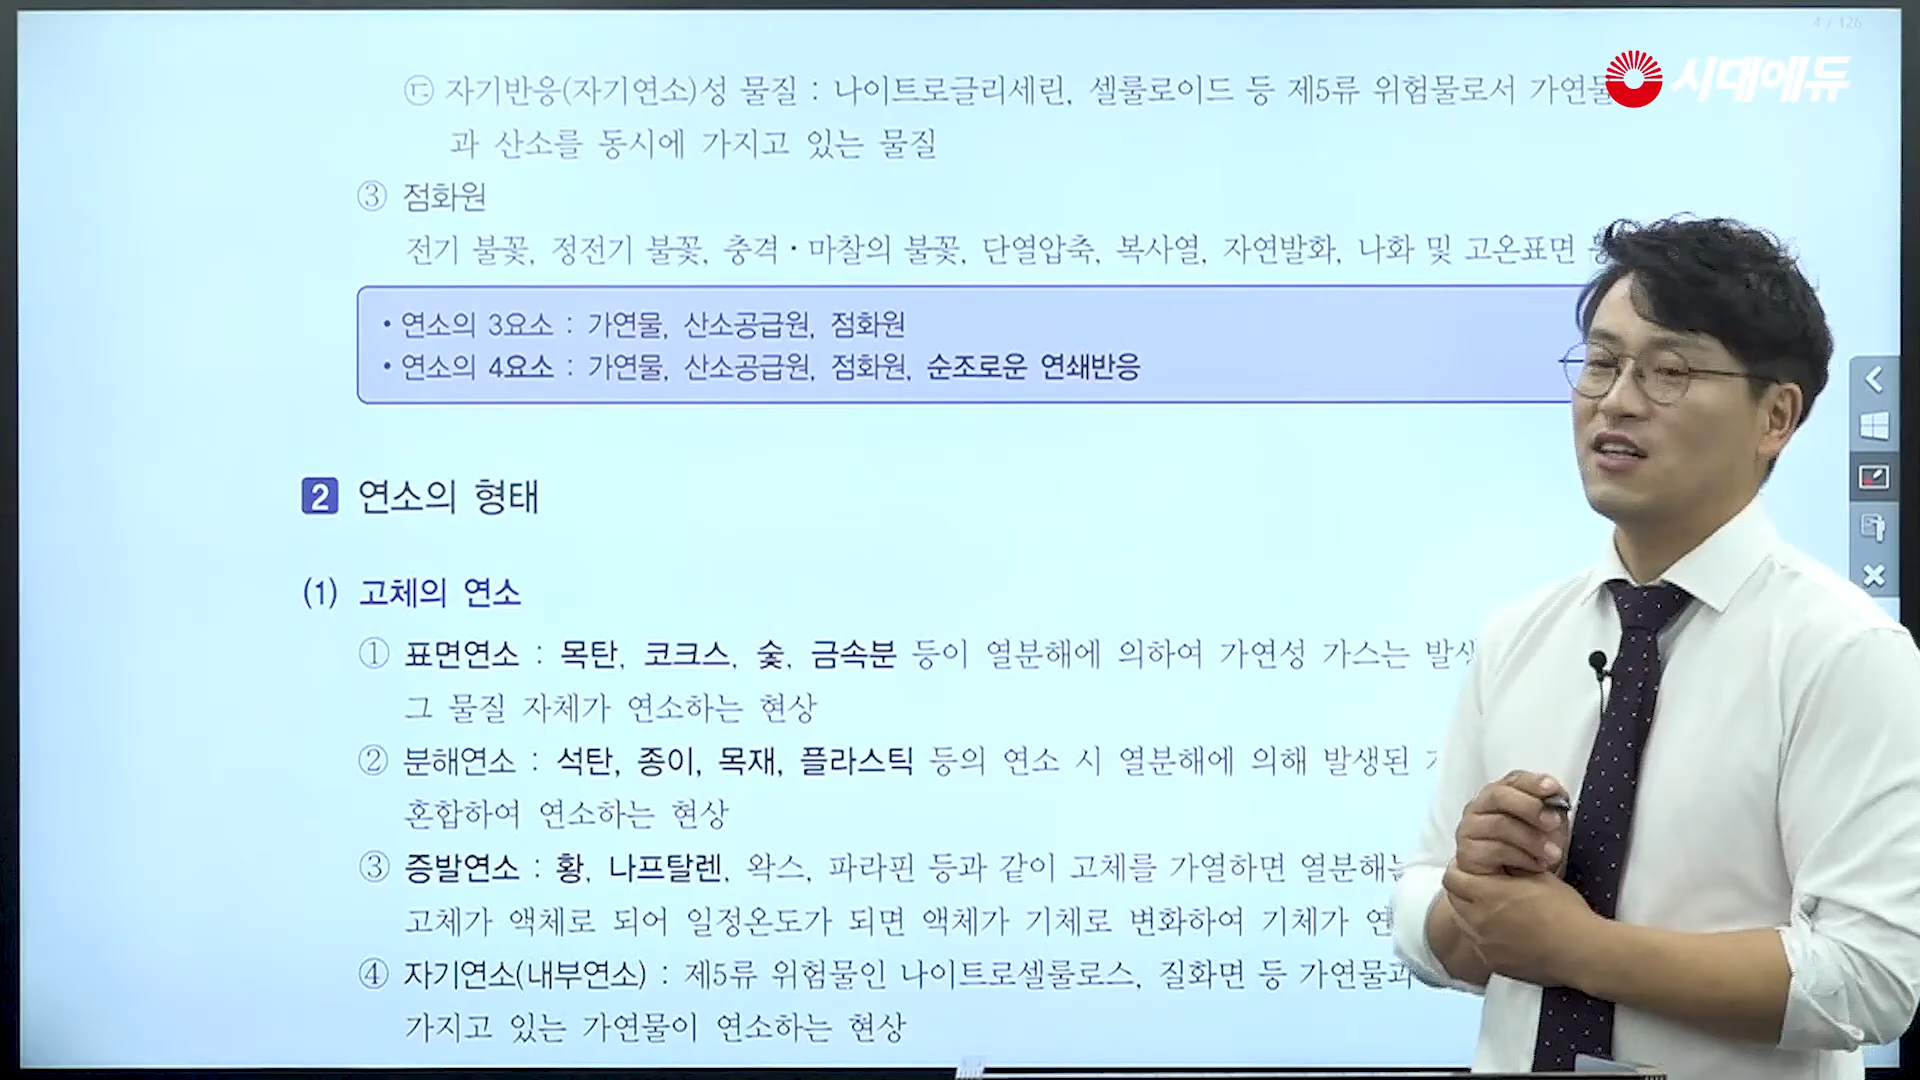 4 / 126
시대에듀
㉢ 자기반응(자기연소)성 물질 : 나이트로글리세린, 셀룰로이드 등 제5류 위험물로서 가연물
과 산소를 동시에 가지고 있는 물질
③ 점화원
전기 불꽃, 정전기 불꽃, 충격·마찰의 불꽃, 단열압축, 복사열, 자연발화, 나화 및 고온표면
• 연소의 3요소 : 가연물, 산소공급원, 점화원
• 연소의 4요소 : 가연물, 산소공급원, 점화원, 순조로운 연쇄반응
2 연소의 형태
(1) 고체의 연소
① 표면연소 : 목탄, 코크스, 숯, 금속분 등이 열분해에 의하여 가연성 가스는
그 물질 자체가 연소하는 현상
② 분해연소 : 석탄, 종이, 목재, 플라스틱 등의 연소 시 열분해에 의해 발생된
혼합하여 연소하는 현상
③ 증발연소 : 황, 나프탈렌, 왁스, 파라핀 등과 같이 고체를 가열하면
고체가 액체로 되어 일정온도가 되면 액체가 기체로 변화하여 기체가
④ 자기연소(내부연소) : 제5류 위험물인 나이트로셀룰로스, 질화면 등 가연물과
가지고 있는 가연물이 연소하는 현상